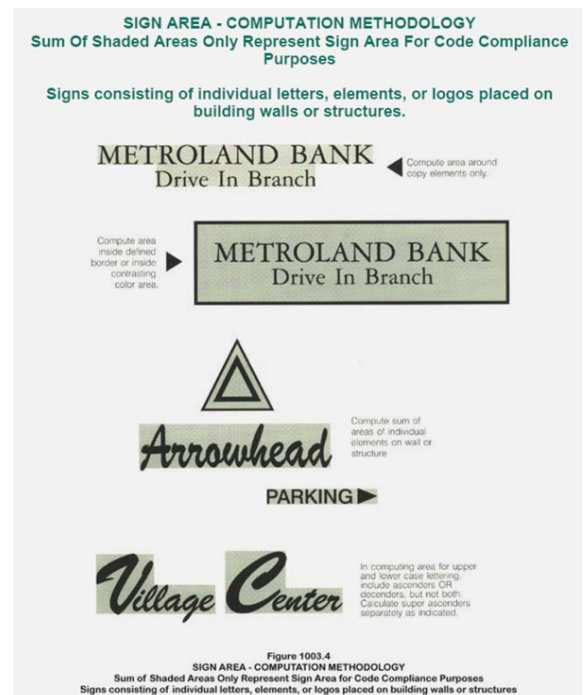 SIGN AREA - COMPUTATION METHODOLOGY
Sum Of Shaded Areas Only Represent Sign Area For Code Compliance
Purposes
Signs consisting of individual letters, elements, or logos placed on
building walls or structures.
METROLAND BANK
Drive In Branch
Compute area around
copy elements only.
Compute area
inside defined
border or inside
contrasting
color area.
METROLAND BANK
Drive In Branch
Arrowhead
Compute sum of
areas of individual
elements on wall or
structure
PARKING
Village Center
In computing area for upper
and lower case lettering,
include ascenders OR
decenders, but not both.
Calculate super ascenders
separately as indicated.
Figure 1003.4
SIGN AREA - COMPUTATION METHODOLOGY
Sum of Shaded Areas Only Represent Sign Area for Code Compliance Purposes
Signs consisting of individual letters, elements, or logos placed on building walls or structures